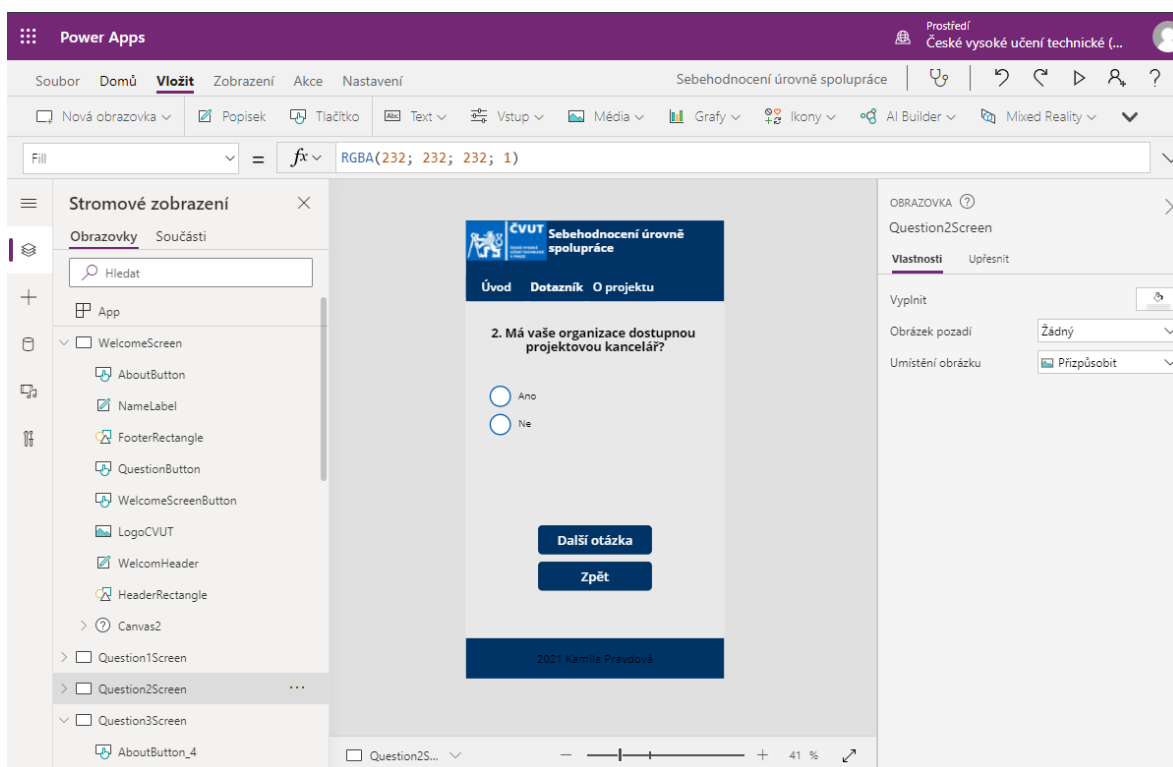 Power Apps
Prostředí
České vysoké učení technické (...
Soubor Domů Vložit Zobrazení Akce Nastavení
Sebehodnocení úrovně spolupráce
Nová obrazovka Popisek Tlačítko Text Vstup Média Grafy Ikony AI Builder Mixed Reality
Fill = fx RGBA(232; 232; 232; 1)
Stromové zobrazení
Obrazovky Součásti
Hledat
App
WelcomeScreen
AboutButton
NameLabel
FooterRectangle
QuestionButton
WelcomeScreenButton
LogoCVUT
WelcomHeader
HeaderRectangle
Canvas2
Question1Screen
Question2Screen ...
Question3Screen
AboutButton_4
ČVUT
Sebehodnocení úrovně
spolupráce
Úvod Dotazník O projektu
2. Má vaše organizace dostupnou
projektovou kancelář?
Ano
Ne
Další otázka
Zpět
2021 Kamila Pravdová
Question2S... 41 %
OBRAZOVKA
Question2Screen
Vlastnosti Upřesnit
Vyplnit
Obrázek pozadí Žádný
Umístění obrázku Přizpůsobit